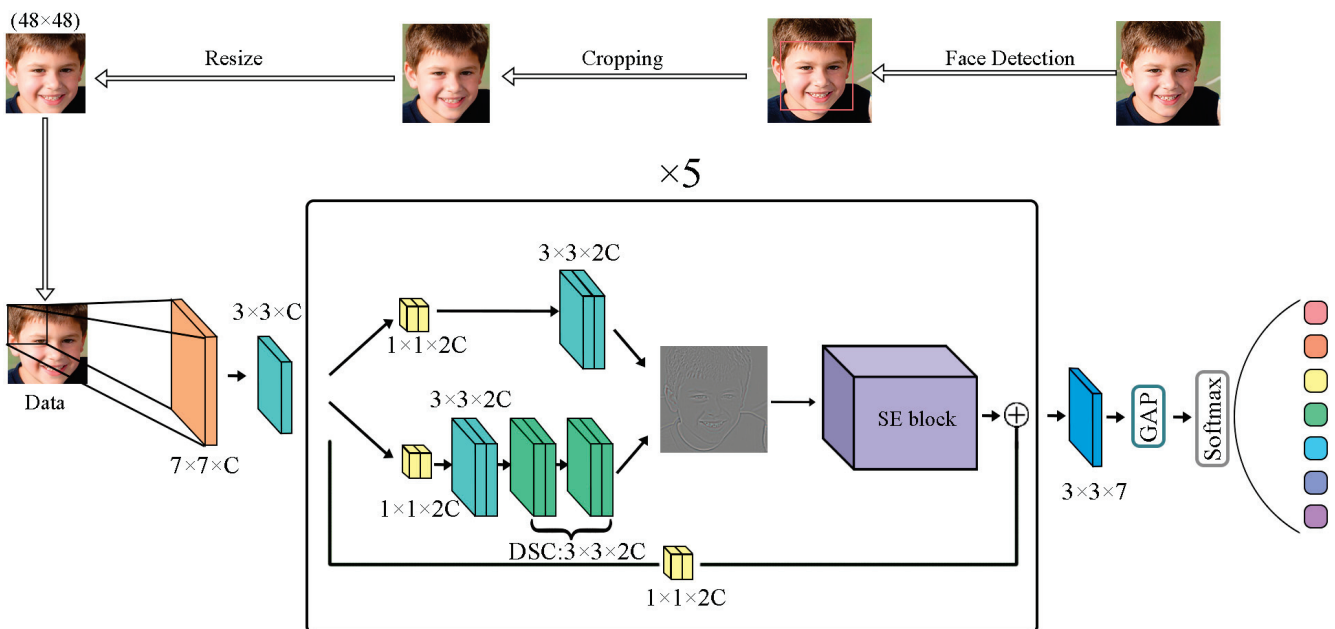 (48×48)
Resize
Cropping
Face Detection
×5
3×3×2C
3×3×C
1×1×2C
3×3×2C
SE block
GAP
Softmax
Data
7×7×C
1×1×2C
3×3×7
DSC:3×3×2C
1×1×2C